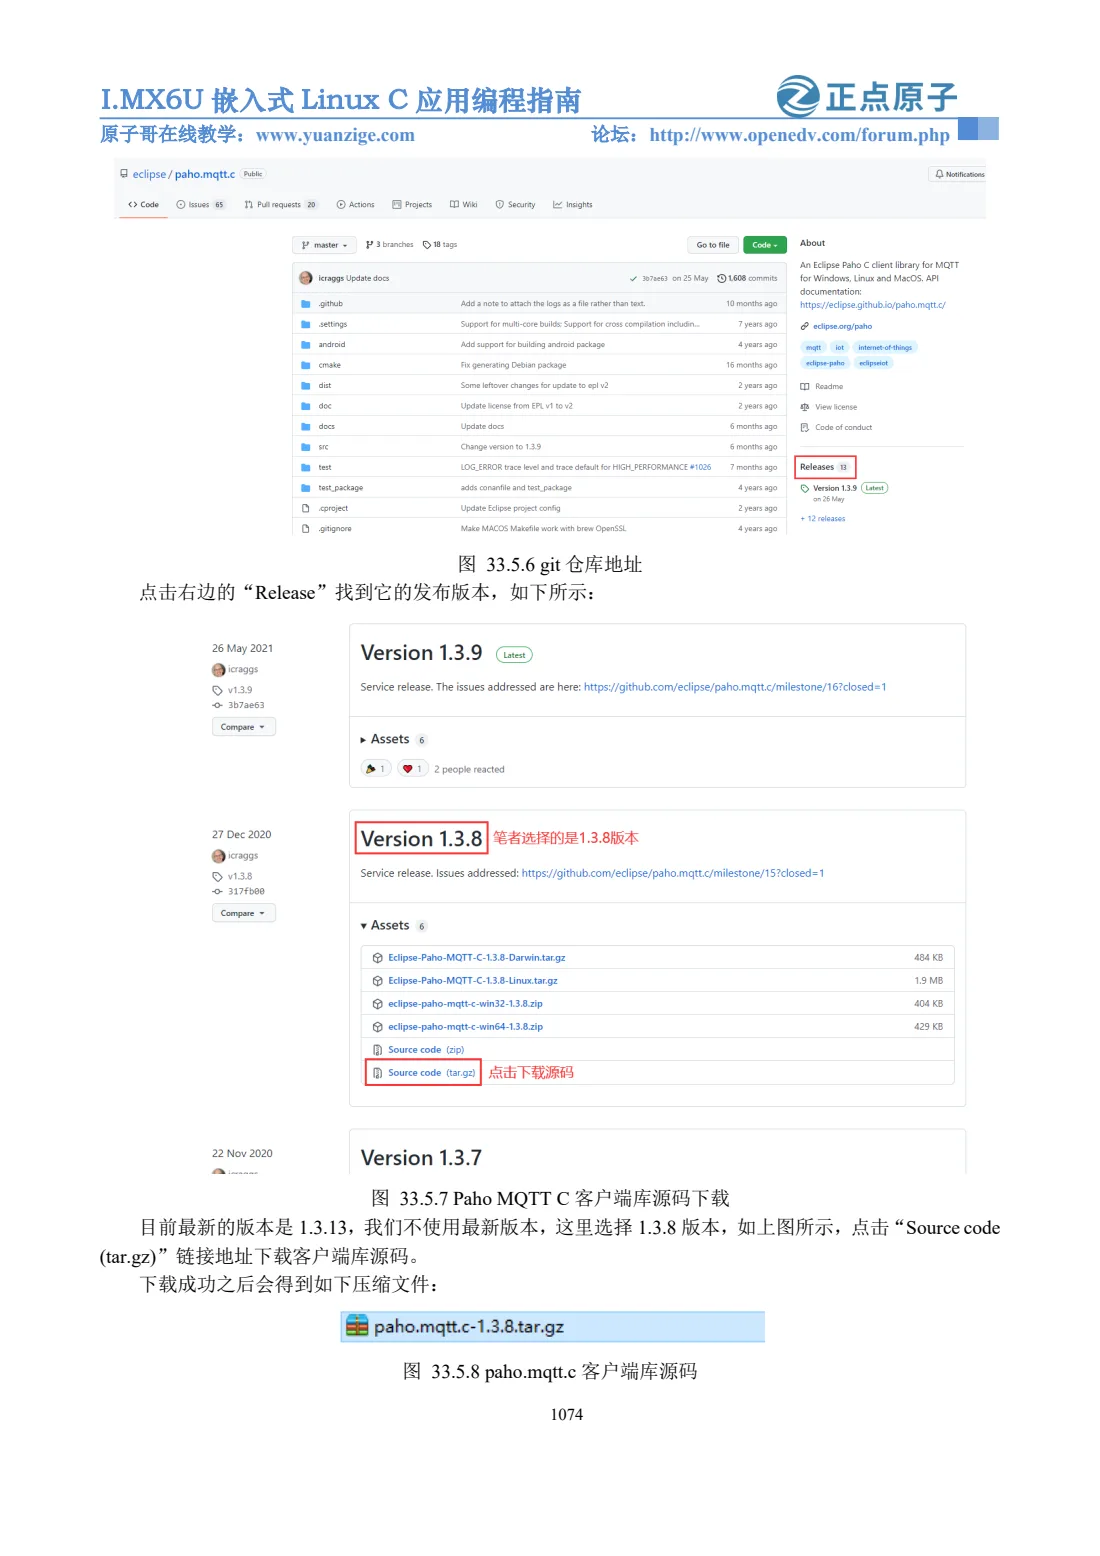 I.MX6U 嵌入式 Linux C 应用编程指南
正点原子
原子哥在线教学：www.yuanzige.com 论坛：http://www.openedv.com/forum.php
eclipse / paho.mqtt.c Public Notifications
Code Issues 65 Pull requests 20 Actions Projects Wiki Security Insights
master 3 branches 18 tags Go to file Code
About
icraggs Update docs 3b7ae63 on 25 May 1,608 commits
An Eclipse Paho C client library for MQTT
for Windows, Linux and MacOS. API
documentation:
https://eclipse.github.io/paho.mqtt.c/
eclipse.org/paho
mqtt iot internet-of-things
eclipse-paho eclipseiot
Readme
View license
Code of conduct
Releases 13
Version 1.3.9 Latest
on 26 May
+ 12 releases
.github Add a note to attach the logs as a file rather than text. 10 months ago
.settings Support for multi-core builds: Support for cross compilation includin... 7 years ago
android Add support for building android package 4 years ago
cmake Fix generating Debian package 16 months ago
dist Some leftover changes for update to epl v2 2 years ago
doc Update license from EPL v1 to v2 2 years ago
docs Update docs 6 months ago
src Change version to 1.3.9 6 months ago
test LOG_ERROR trace level and trace default for HIGH_PERFORMANCE #1026 7 months ago
test_package adds conanfile and test_package 4 years ago
.cproject Update Eclipse project config 2 years ago
.gitignore Make MACOS Makefile work with brew OpenSSL 4 years ago
图 33.5.6 git 仓库地址
点击右边的“Release”找到它的发布版本，如下所示：
26 May 2021
icraggs
v1.3.9
3b7ae63
Compare
Version 1.3.9 Latest
Service release. The issues addressed are here: https://github.com/eclipse/paho.mqtt.c/milestone/16?closed=1
Assets 6
1 1 2 people reacted
27 Dec 2020
icraggs
v1.3.8
317fb00
Compare
Version 1.3.8 笔者选择的是1.3.8版本
Service release. Issues addressed: https://github.com/eclipse/paho.mqtt.c/milestone/15?closed=1
Assets 6
Eclipse-Paho-MQTT-C-1.3.8-Darwin.tar.gz 484 KB
Eclipse-Paho-MQTT-C-1.3.8-Linux.tar.gz 1.9 MB
eclipse-paho-mqtt-c-win32-1.3.8.zip 404 KB
eclipse-paho-mqtt-c-win64-1.3.8.zip 429 KB
Source code (zip)
Source code (tar.gz) 点击下载源码
22 Nov 2020
icraggs
Version 1.3.7
图 33.5.7 Paho MQTT C 客户端库源码下载
目前最新的版本是 1.3.13，我们不使用最新版本，这里选择 1.3.8 版本，如上图所示，点击“Source code
(tar.gz)”链接地址下载客户端库源码。
下载成功之后会得到如下压缩文件：
paho.mqtt.c-1.3.8.tar.gz
图 33.5.8 paho.mqtt.c 客户端库源码
1074